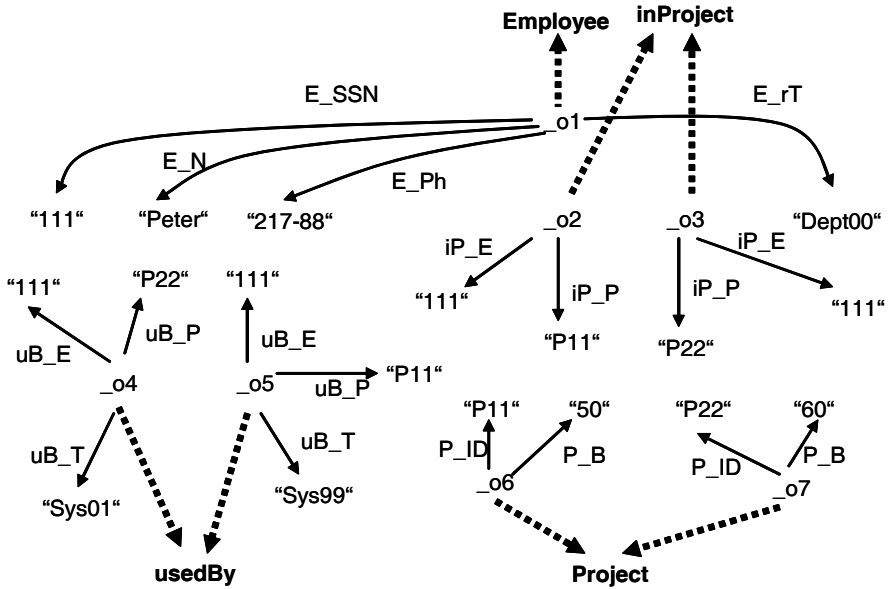 Employee
inProject
E_SSN
_o1
E_rT
E_N
E_Ph
“111“
“Peter“
“217-88“
_o2
_o3
“Dept00“
iP_E
iP_E
“111“
“P22“
“111“
“111“
iP_P
iP_P
“111“
uB_E
uB_P
uB_E
“P11“
“P22“
_o4
_o5
uB_P
“P11“
“P11“
“50“
“P22“
“60“
uB_T
uB_T
P_ID
P_B
P_ID
P_B
“Sys01“
“Sys99“
_o6
_o7
usedBy
Project